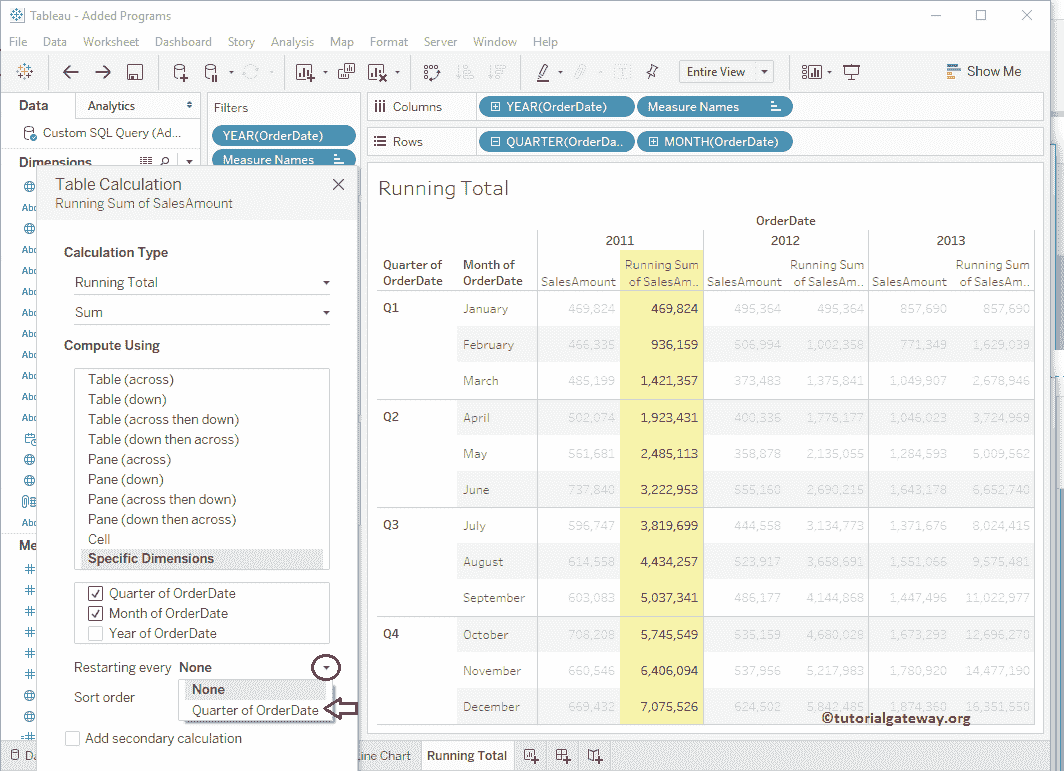 Tableau - Added Programs
File Data Worksheet Dashboard Story Analysis Map Format Server Window Help
Entire View
Show Me
Data Analytics
Custom SQL Query (Ad...
Dimensions
Filters
YEAR(OrderDate)
Measure Names
Columns YEAR(OrderDate) Measure Names
Rows QUARTER(OrderDa.. MONTH(OrderDate)
Abc
Abc
Abc
Abc
Abc
Abc
Abc
Abc
Abc
Abc
Abc
Abc
Me
Table Calculation
Running Sum of SalesAmount
Calculation Type
Running Total
Sum
Compute Using
Table (across)
Table (down)
Table (across then down)
Table (down then across)
Pane (across)
Pane (down)
Pane (across then down)
Pane (down then across)
Cell
Specific Dimensions
Quarter of OrderDate
Month of OrderDate
Year of OrderDate
Restarting every None
None
Sort order
Quarter of OrderDate
Add secondary calculation
Running Total
OrderDate
2011 2012 2013
Quarter of OrderDate
Month of OrderDate
SalesAmount Running Sum of SalesAm.. SalesAmount Running Sum of SalesAm.. SalesAmount Running Sum of SalesAm..
Q1 January 469,824 469,824 495,364 495,364 857,690 857,690
February 466,335 936,159 506,994 1,002,358 771,349 1,629,039
March 485,199 1,421,357 373,483 1,375,841 1,049,907 2,678,946
Q2 April 502,074 1,923,431 400,336 1,776,177 1,046,023 3,724,969
May 561,681 2,485,113 358,878 2,135,055 1,284,593 5,009,562
June 737,840 3,222,953 555,160 2,690,215 1,643,178 6,652,740
Q3 July 596,747 3,819,699 444,558 3,134,773 1,371,676 8,024,415
August 614,558 4,434,257 523,917 3,658,691 1,551,066 9,575,481
September 603,083 5,037,341 486,177 4,144,868 1,447,496 11,022,977
Q4 October 708,208 5,745,549 535,159 4,680,028 1,673,293 12,696,270
November 660,546 6,406,094 537,956 5,217,983 1,780,920 14,477,190
December 669,432 7,075,526 624,502 5,842,485 1,874,360 16,351,550
©tutorialgateway.org
Da
ine Chart
Running Total